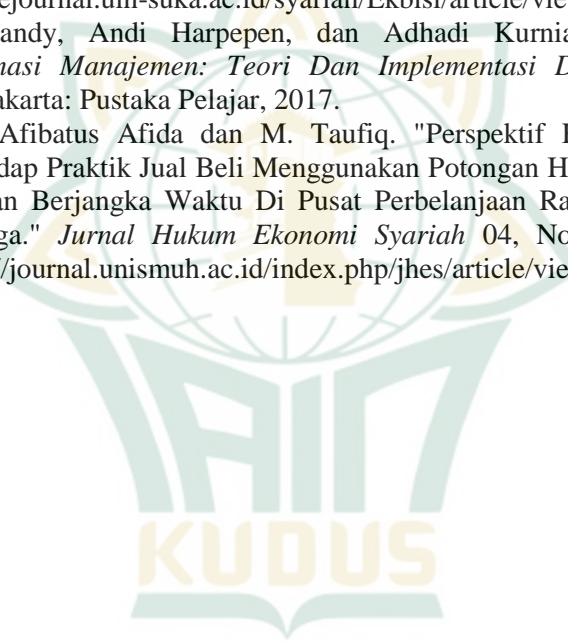 ejournal.uin-suka.ac.id/syariah/Ekbisi/article/vie
andy, Andi Harpepen, dan Adhadi Kurnia
nasi Manajemen: Teori Dan Implementasi D
akarta: Pustaka Pelajar, 2017.
Afibatus Afida dan M. Taufiq. "Perspektif E
dap Praktik Jual Beli Menggunakan Potongan H
an Berjangka Waktu Di Pusat Perbelanjaan Ra
ga." Jurnal Hukum Ekonomi Syariah 04, No
//journal.unismuh.ac.id/index.php/jhes/article/vie
IAIN
KUDUS